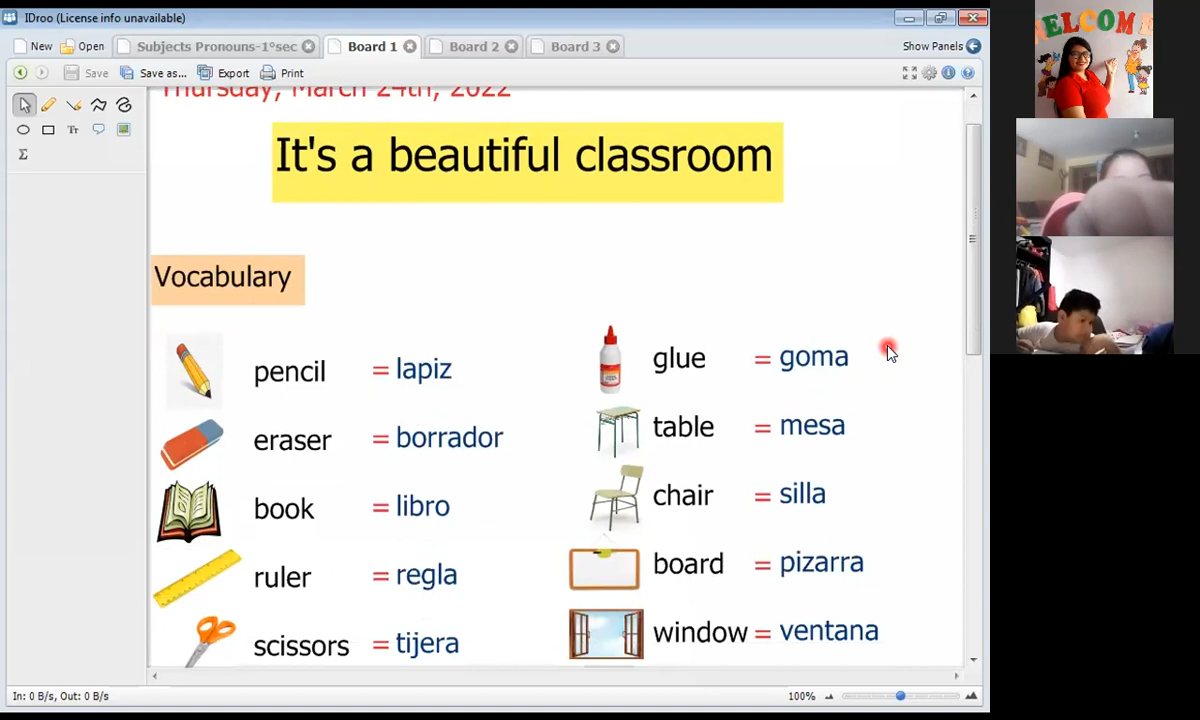 IDroo (License info unavailable)
New Open Subjects Pronouns-1°sec Board 1 Board 2 Board 3 Show Panels
Save Save as... Export Print
Thursday, March 24th, 2022
It's a beautiful classroom
Vocabulary
pencil = lapiz
eraser = borrador
book = libro
ruler = regla
scissors = tijera
glue = goma
table = mesa
chair = silla
board = pizarra
window = ventana
In: 0 B/s, Out: 0 B/s
100%
WELCOME